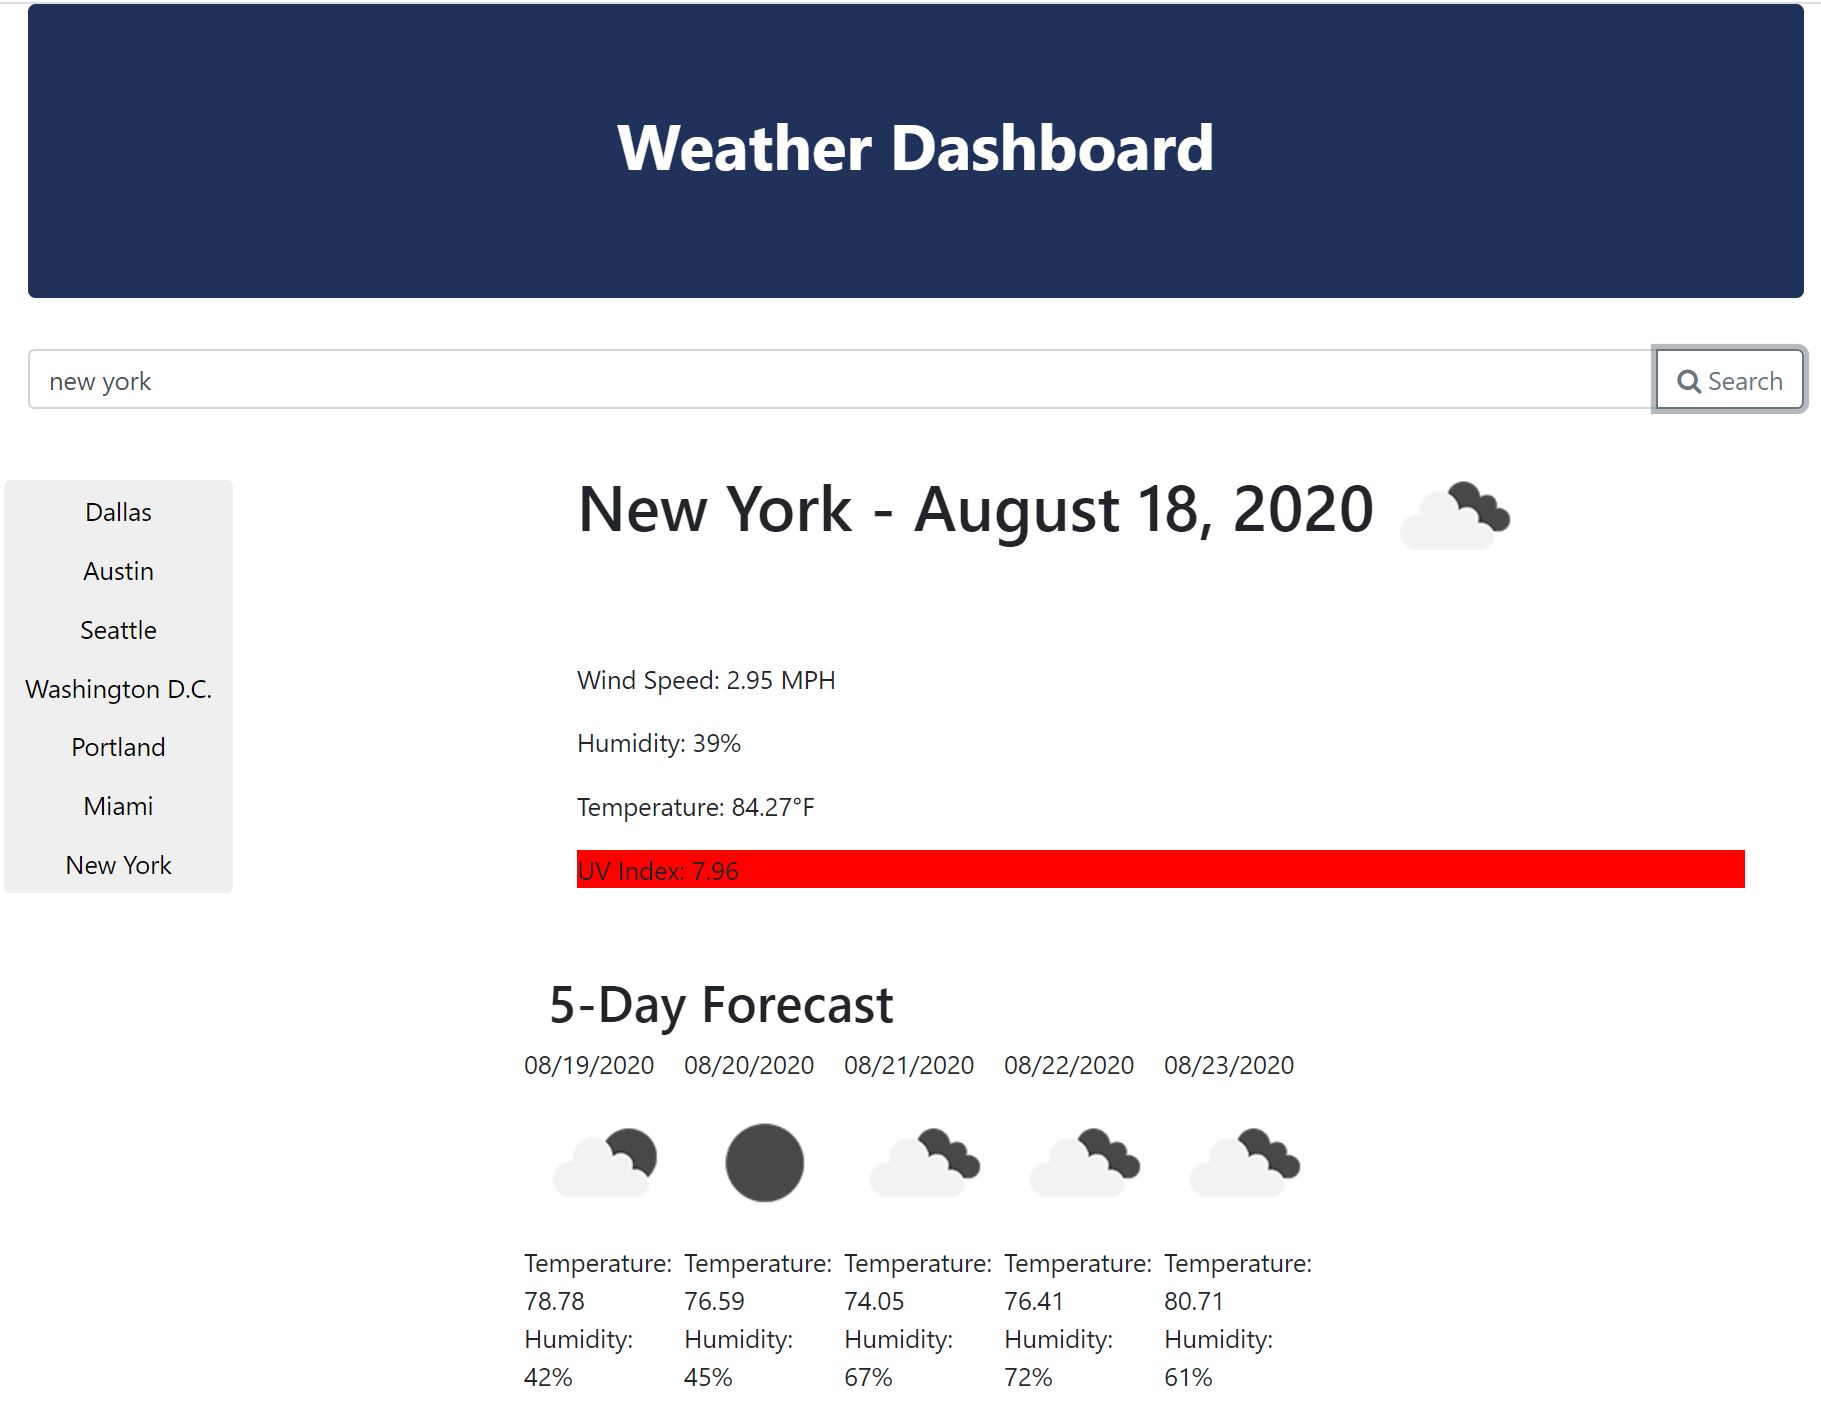 Weather Dashboard
new york
Search
Dallas
Austin
Seattle
Washington D.C.
Portland
Miami
New York
New York - August 18, 2020
Wind Speed: 2.95 MPH
Humidity: 39%
Temperature: 84.27°F
UV Index: 7.96
5-Day Forecast
08/19/2020 08/20/2020 08/21/2020 08/22/2020 08/23/2020
Temperature: Temperature: Temperature: Temperature: Temperature:
78.78 76.59 74.05 76.41 80.71
Humidity: Humidity: Humidity: Humidity: Humidity:
42% 45% 67% 72% 61%